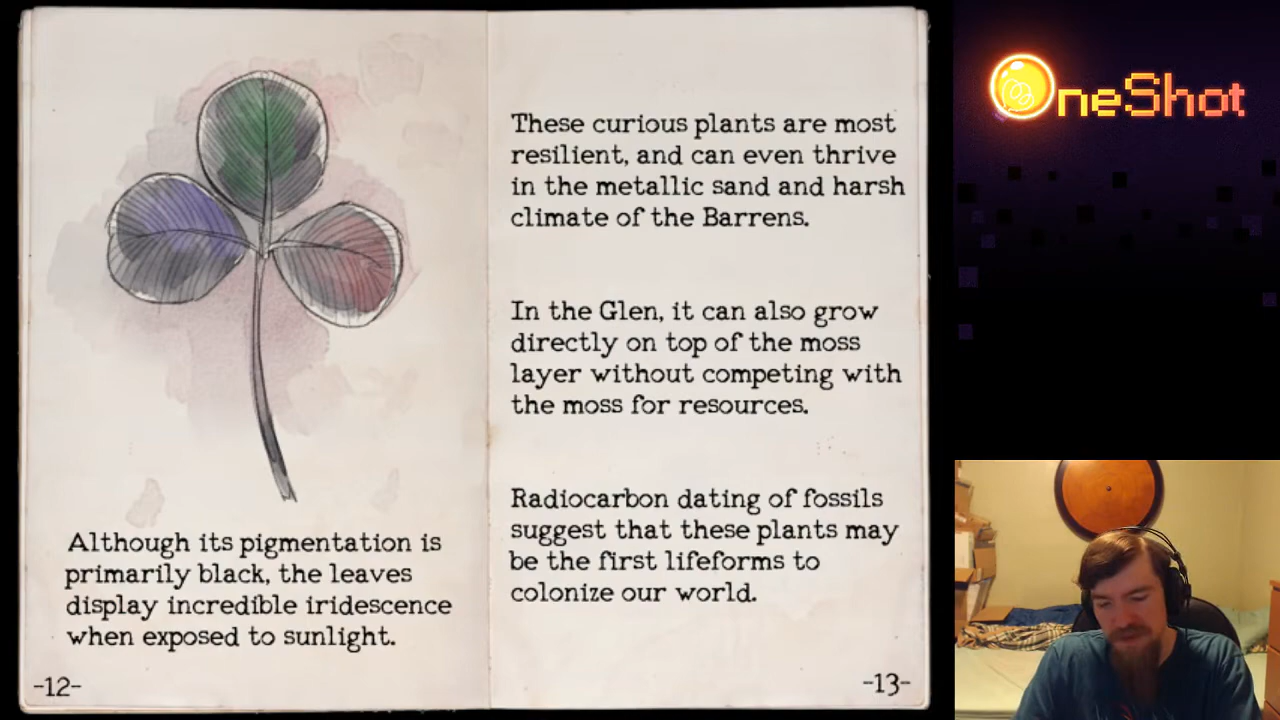 Although its pigmentation is
primarily black, the leaves
display incredible iridescence
when exposed to sunlight.
-12-
These curious plants are most
resilient, and can even thrive
in the metallic sand and harsh
climate of the Barrens.
In the Glen, it can also grow
directly on top of the moss
layer without competing with
the moss for resources.
Radiocarbon dating of fossils
suggest that these plants may
be the first lifeforms to
colonize our world.
-13-
OneShot